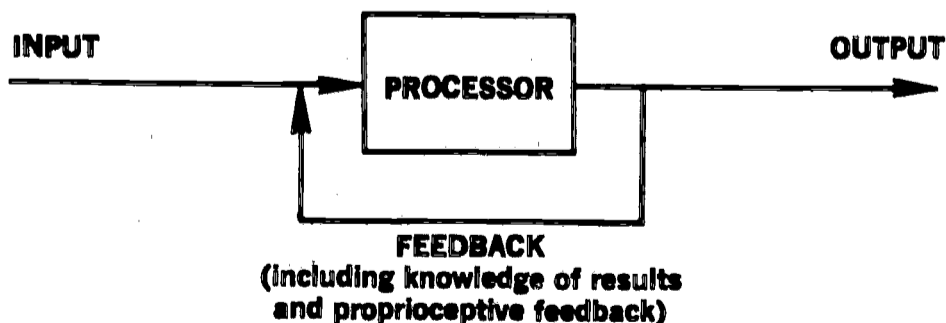 INPUT
OUTPUT
PROCESSOR
FEEDBACK
(including knowledge of results
and proprioceptive feedback)